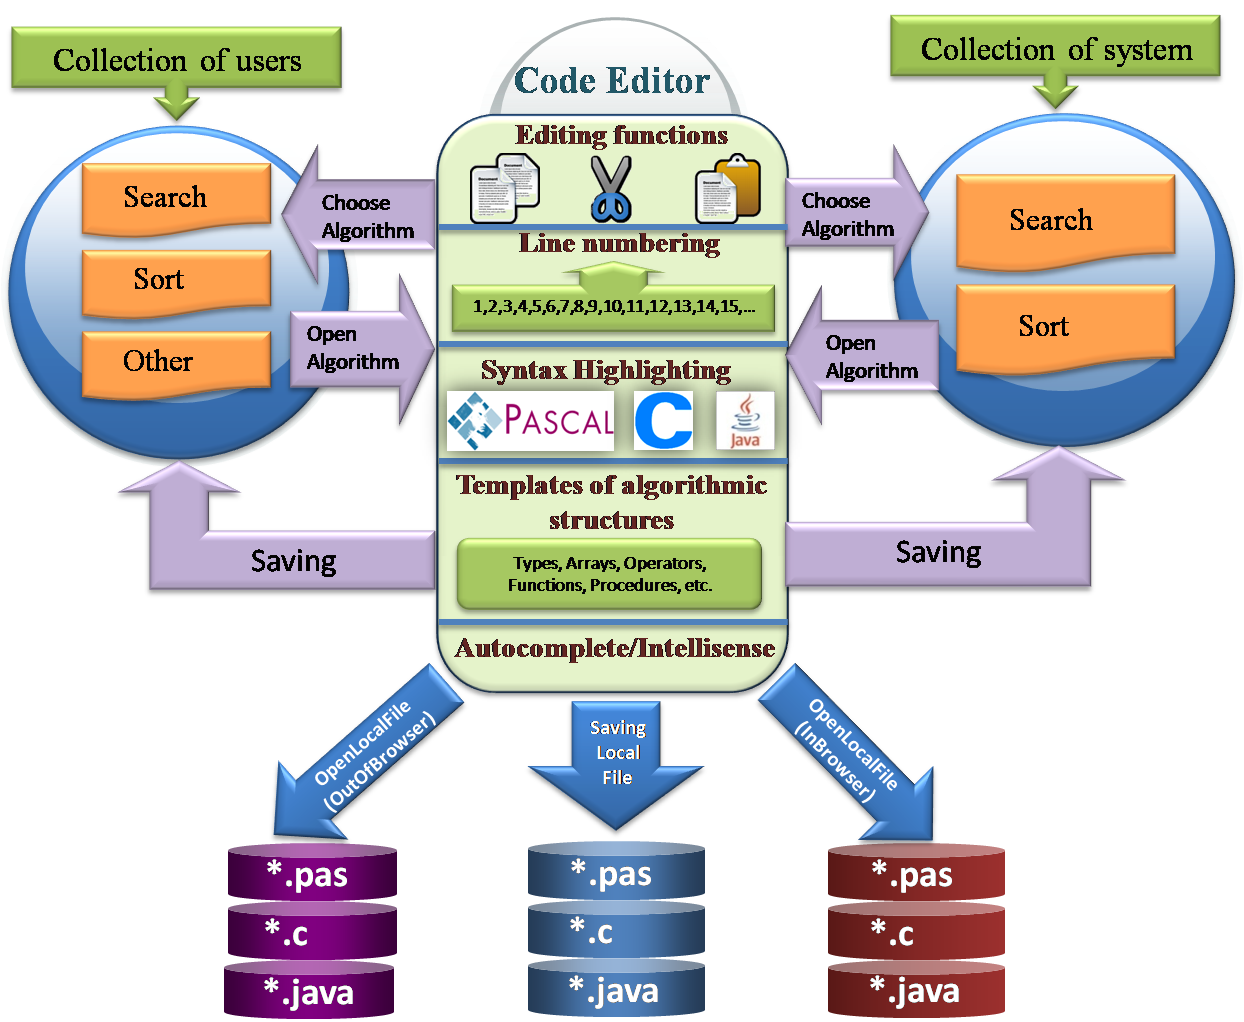 Code Editor
Collection of users
Collection of system
Editing functions
Document
Document
Document
Search
Sort
Other
Choose
Algorithm
Open
Algorithm
Choose
Algorithm
Open
Algorithm
Search
Sort
Line numbering
1,2,3,4,5,6,7,8,9,10,11,12,13,14,15,...
Syntax Highlighting
PASCAL
C
Java
Templates of algorithmic
structures
Types, Arrays, Operators,
Functions, Procedures, etc.
Saving
Saving
Autocomplete/Intellisense
OpenLocalFile
(OutOfBrowser)
Saving
Local
File
OpenLocalFile
(InBrowser)
*.pas
*.c
*.java
*.pas
*.c
*.java
*.pas
*.c
*.java